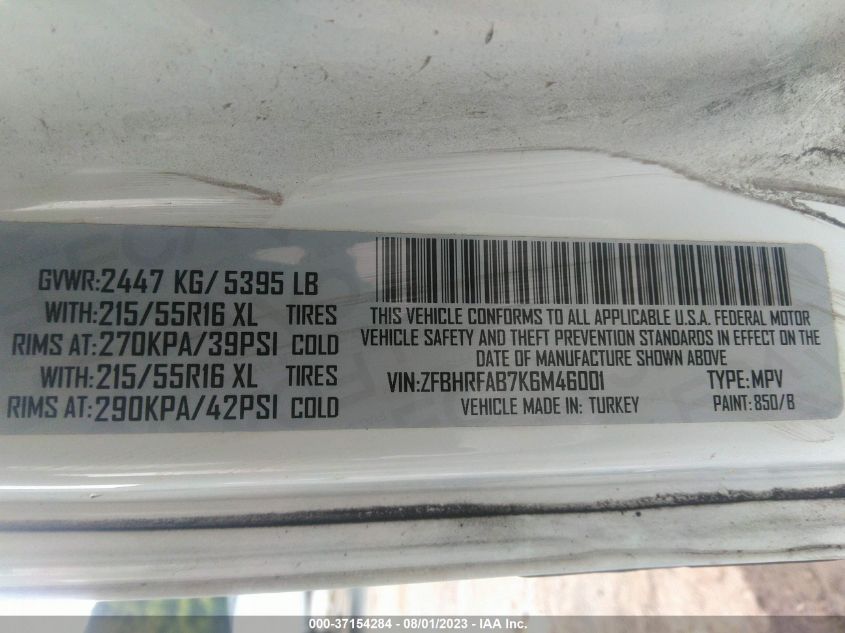 GVWR:2447 KG/ 5395 LB
WITH:215/55R16 XL TIRES
RIMS AT:270KPA/39PSI COLD
WITH:215/55R16 XL TIRES
RIMS AT:290KPA/42PSI COLD
THIS VEHICLE CONFORMS TO ALL APPLICABLE U.S.A. FEDERAL MOTOR
VEHICLE SAFETY AND THEFT PREVENTION STANDARDS IN EFFECT ON THE
DATE OF MANUFACTURE SHOWN ABOVE
VIN:ZFBHRFAB7K6M46001 TYPE:MPV
VEHICLE MADE IN: TURKEY PAINT:850/B
000-37154284 - 08/01/2023 - IAA Inc.